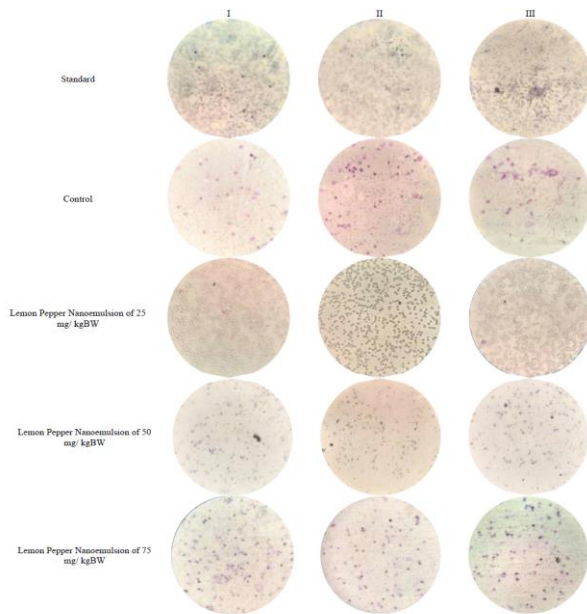 I II III
Standard
Control
Lemon Pepper Nanoemulsion of 25
mg/ kgBW
Lemon Pepper Nanoemulsion of 50
mg/ kgBW
Lemon Pepper Nanoemulsion of 75
mg/ kgBW